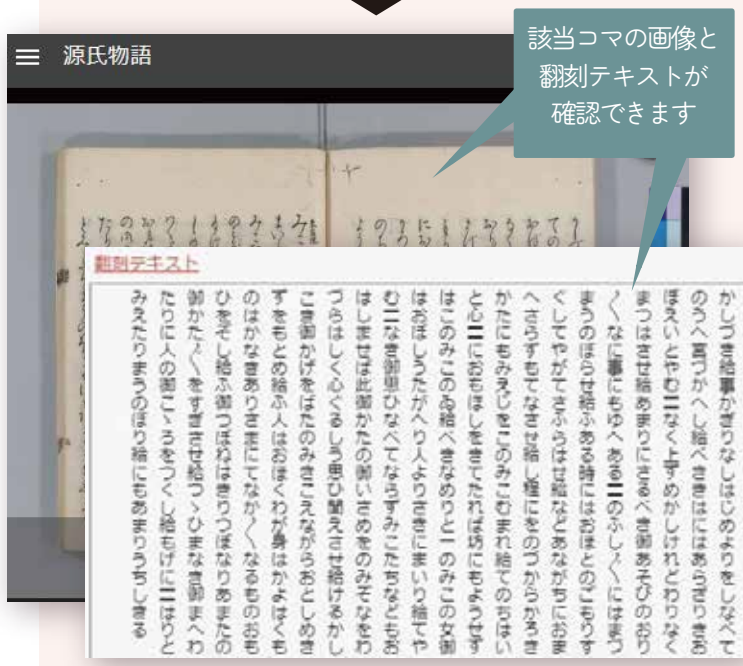 源氏物語
該当コマの画像と
翻刻テキストが
確認できます
翻刻テキスト
かしづき給事かぎりなしはじめよりをしなべて
のうへ宮づかへし給べききはにはあらざりきお
ぼえいとやむ〓なく上ずめかしけれどわりなく
まつはさせ給あまりにさるべき御あそびのおり
〱なに事にもゆへある〓のふし〱にはまづ
まうのぼらせ給ふある時にはおほとのごもりす
ぐしてやがてさふらはせ給などあながちにおま
へさらずもてなさせ給し程にをのづからかろき
かたにもみえしをこのみこむまれ給てのちはい
と心〓におもほしをきてたれば坊にもようせず
はこのみこのゐ給べきなめりと一のみこの女御
はおぼしうたがへり人よりさきにまいり給てや
む〓なき御思ひなべてならずみこたちなどもお
はしませば此御かたの御いさめをのみぞなをわ
づらはしく心ぐるしう思ひ聞えさせ給けるかし
こき御かげをばたのみきこえながらおとしめき
ずをもとめ給ふ人はおほくわが身はかよはくも
のはかなきありさまにてなか〱なるものおも
ひをぞし給ふ御つぼねはきりつぼなりあまたの
御かた〲をすぎさせ給つゝひまなき御まへわ
たりに人の御こゝろをつくし給もげに〓はりと
みえたりまうのぼり給にもあまりうちしきる